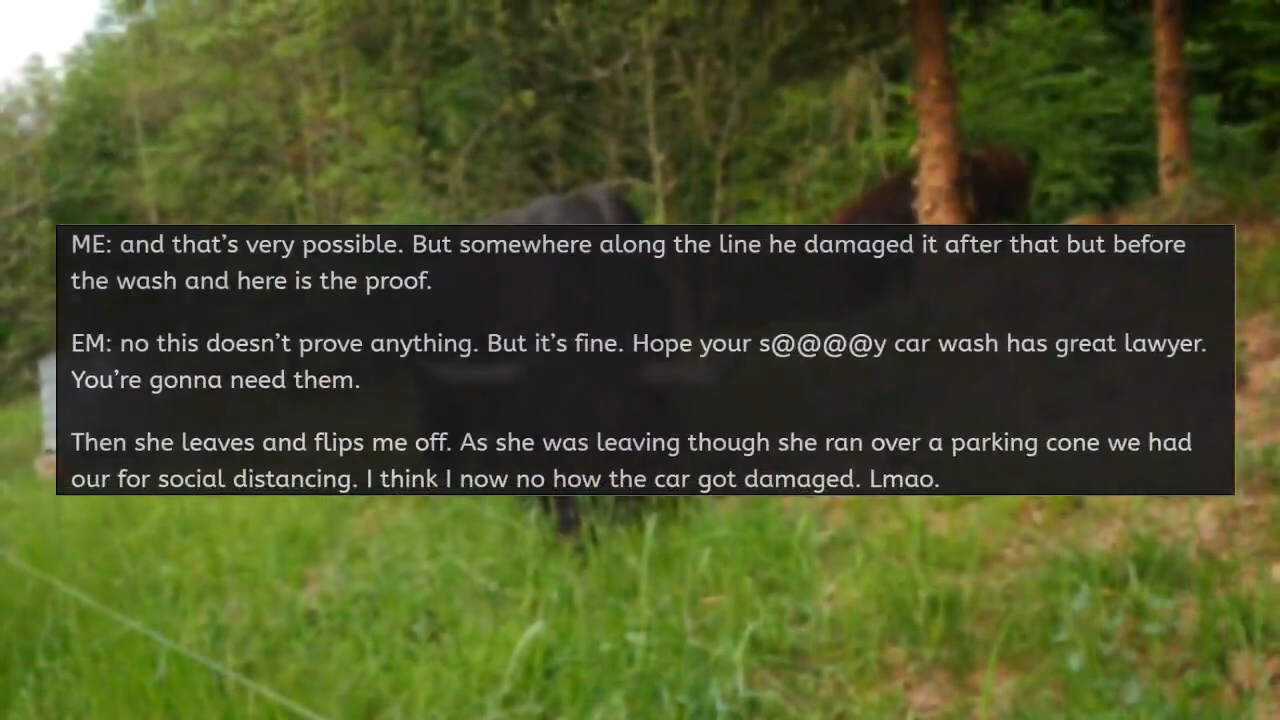 ME: and that's very possible. But somewhere along the line he damaged it after that but before
the wash and here is the proof.
EM: no this doesn't prove anything. But it's fine. Hope your s@@@@y car wash has great lawyer.
You're gonna need them.
Then she leaves and flips me off. As she was leaving though she ran over a parking cone we had
our for social distancing. I think I now no how the car got damaged. Lmao.